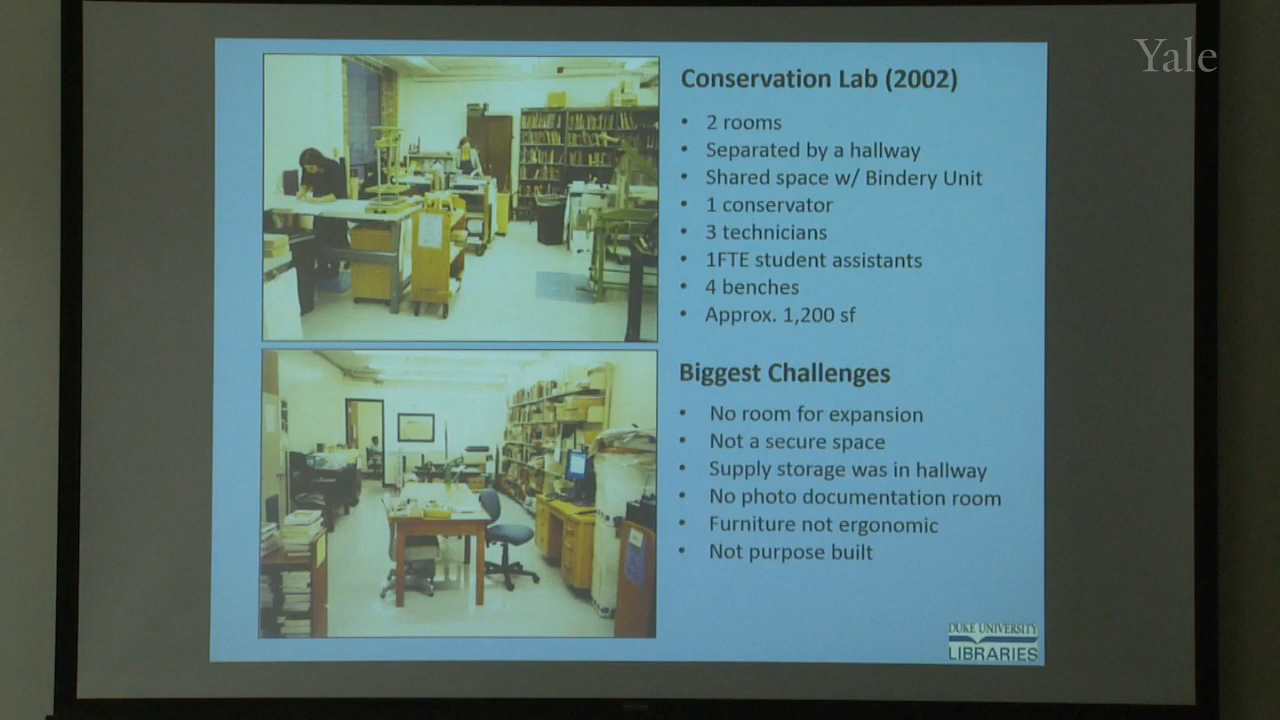 Yale
Conservation Lab (2002)
• 2 rooms
• Separated by a hallway
• Shared space w/ Bindery Unit
• 1 conservator
• 3 technicians
• 1FTE student assistants
• 4 benches
• Approx. 1,200 sf
Biggest Challenges
• No room for expansion
• Not a secure space
• Supply storage was in hallway
• No photo documentation room
• Furniture not ergonomic
• Not purpose built
DUKE UNIVERSITY
LIBRARIES